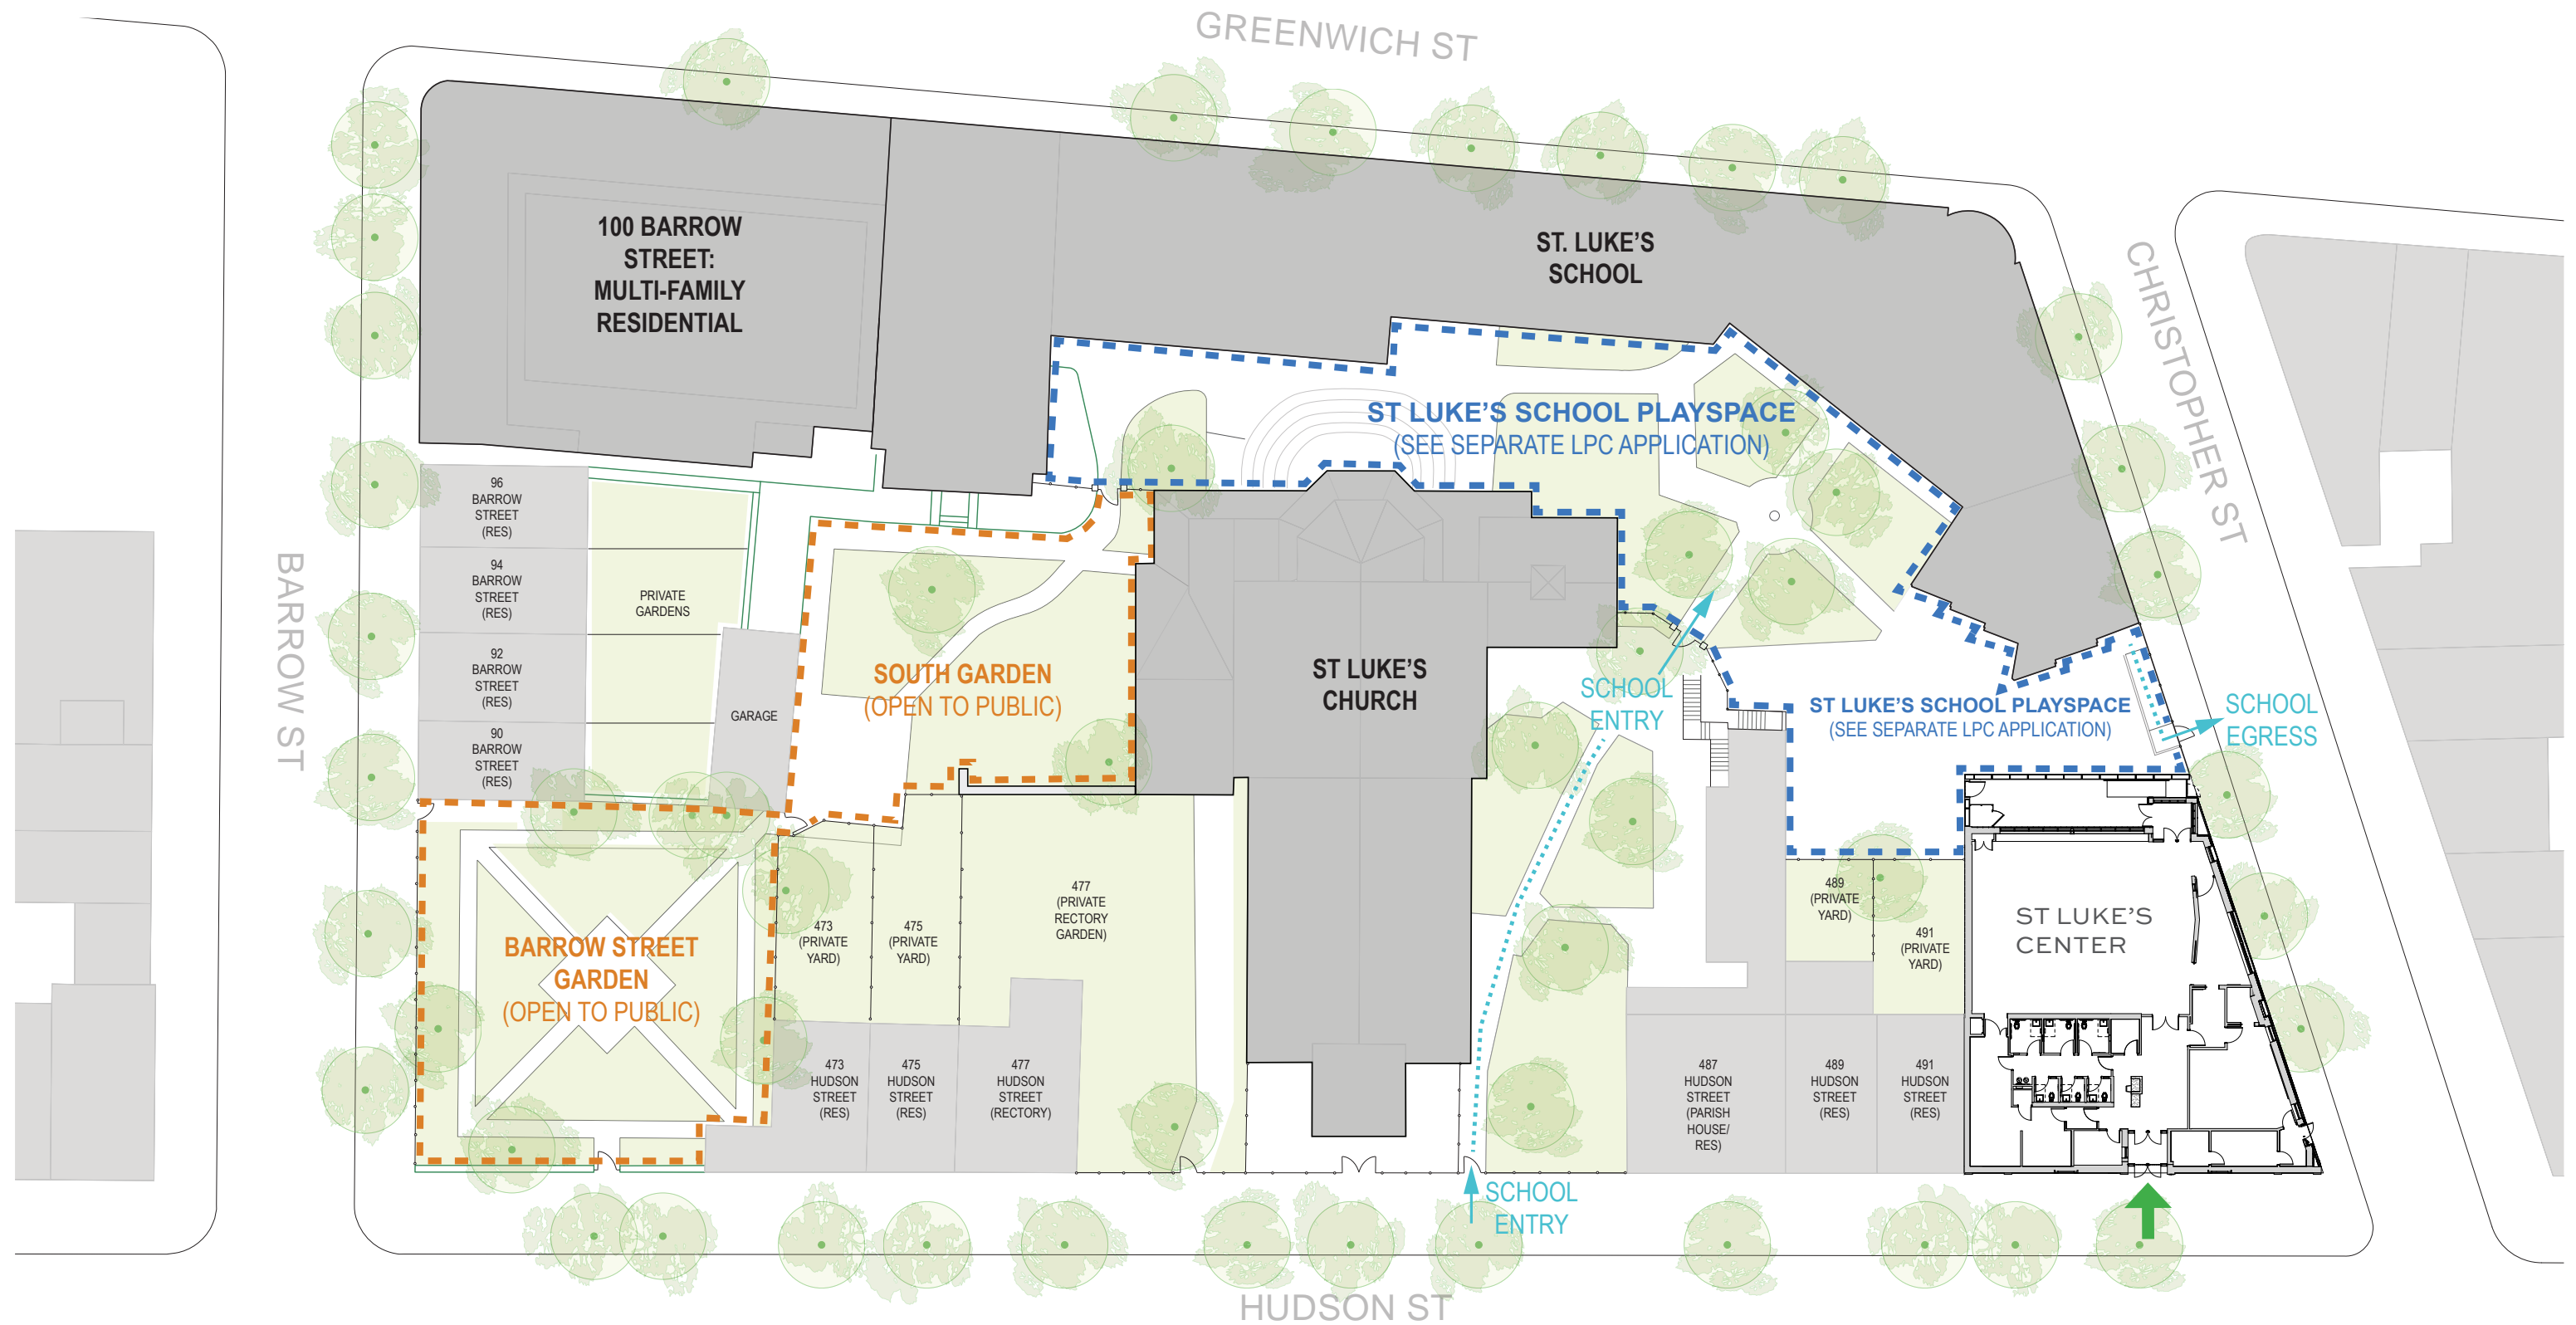 GREENWICH ST
100 BARROW
STREET:
MULTI-FAMILY
RESIDENTIAL
ST. LUKE'S
SCHOOL
CHRISTOPHER ST
ST LUKE'S SCHOOL PLAYSPACE
(SEE SEPARATE LPC APPLICATION)
96
BARROW
STREET
(RES)
94
BARROW
STREET
(RES)
92
BARROW
STREET
(RES)
90
BARROW
STREET
(RES)
PRIVATE
GARDENS
GARAGE
BARROW ST
SOUTH GARDEN
(OPEN TO PUBLIC)
ST LUKE'S
CHURCH
SCHOOL
ENTRY
ST LUKE'S SCHOOL PLAYSPACE
(SEE SEPARATE LPC APPLICATION)
SCHOOL
EGRESS
BARROW STREET
GARDEN
(OPEN TO PUBLIC)
473
(PRIVATE
YARD)
475
(PRIVATE
YARD)
477
(PRIVATE
RECTORY
GARDEN)
489
(PRIVATE
YARD)
491
(PRIVATE
YARD)
ST LUKE'S
CENTER
473
HUDSON
STREET
(RES)
475
HUDSON
STREET
(RES)
477
HUDSON
STREET
(RECTORY)
487
HUDSON
STREET
(PARISH
HOUSE/
RES)
489
HUDSON
STREET
(RES)
491
HUDSON
STREET
(RES)
SCHOOL
ENTRY
HUDSON ST